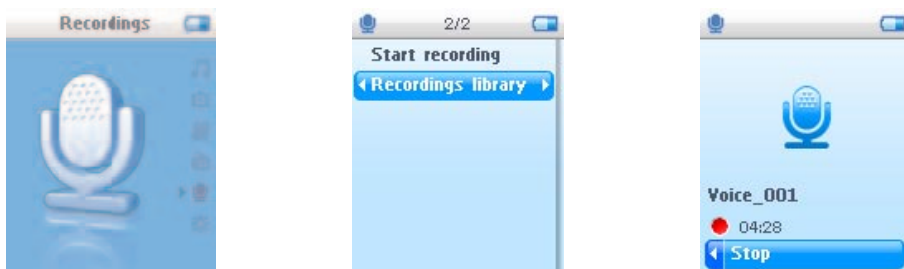 Recordings
2/2
Start recording
Recordings library
Voice_001
04:28
Stop